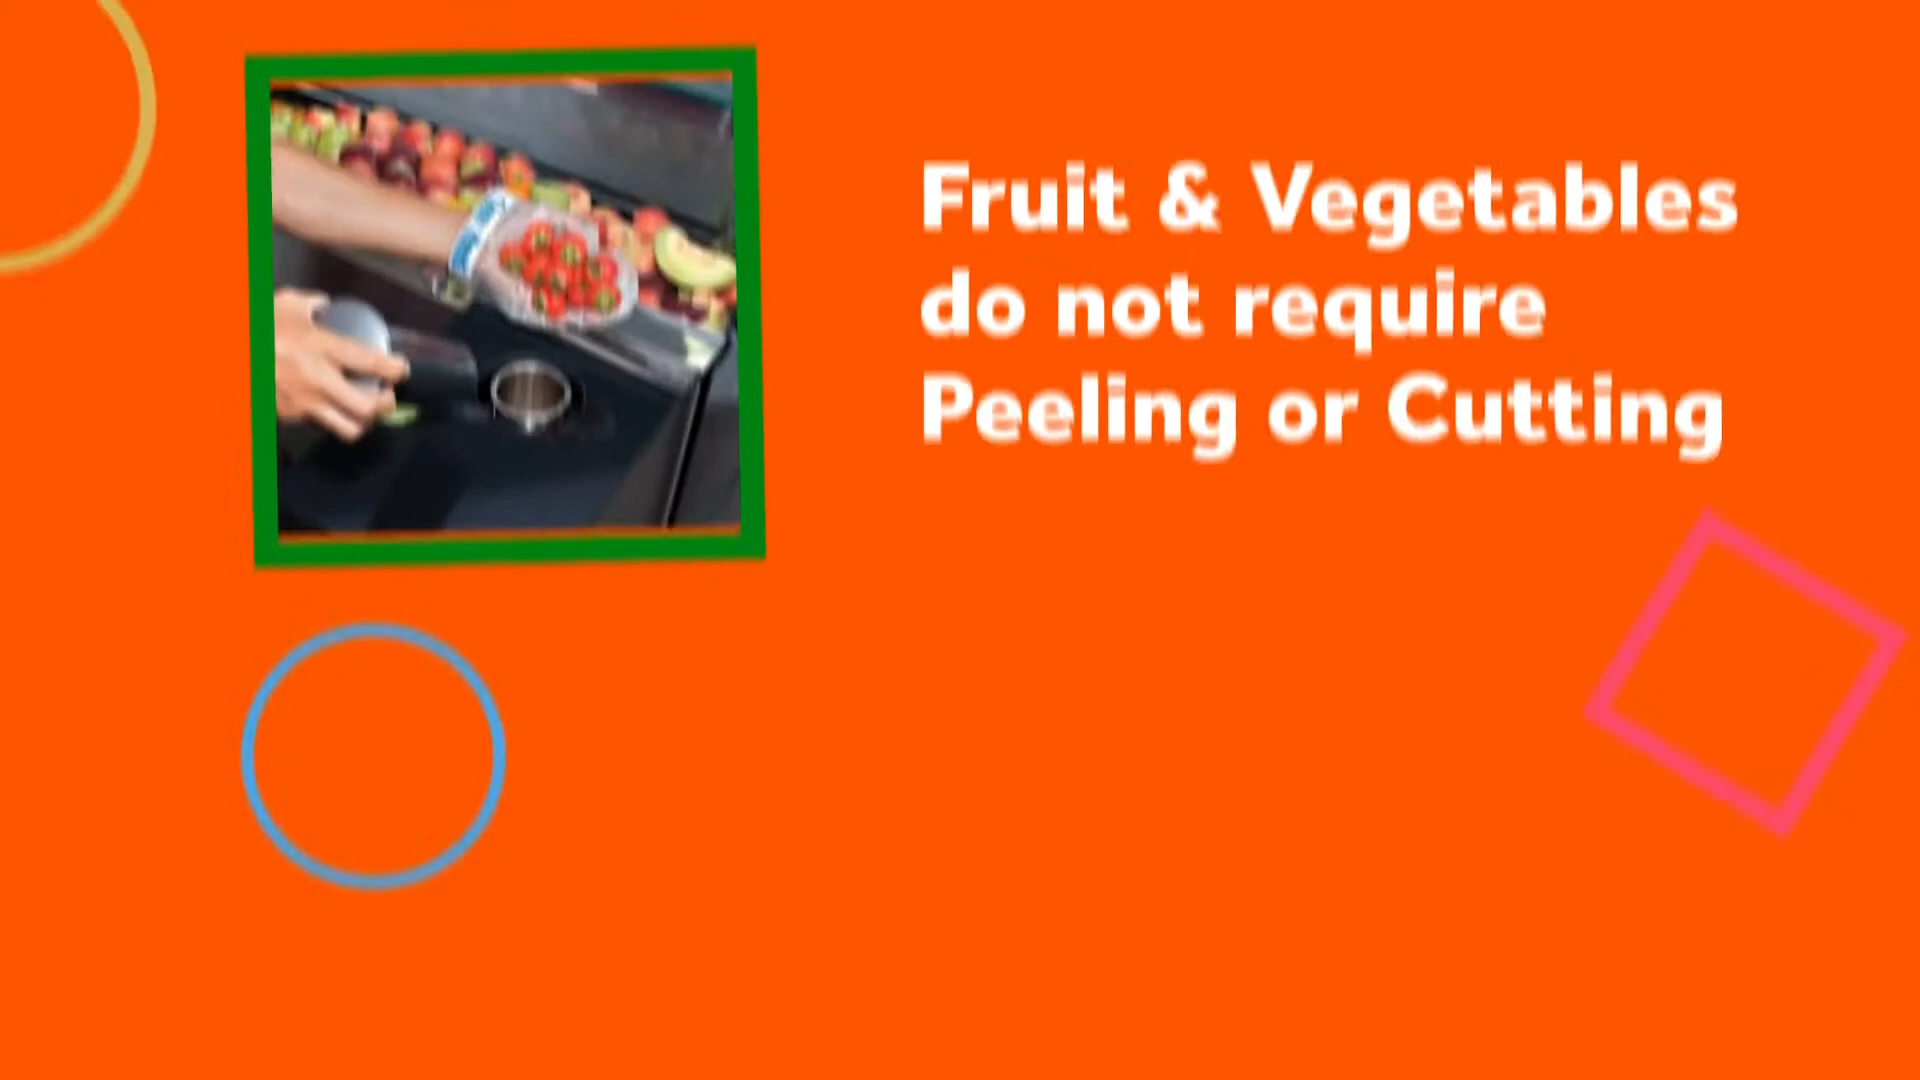 Fruit & Vegetables
do not require
Peeling or Cutting